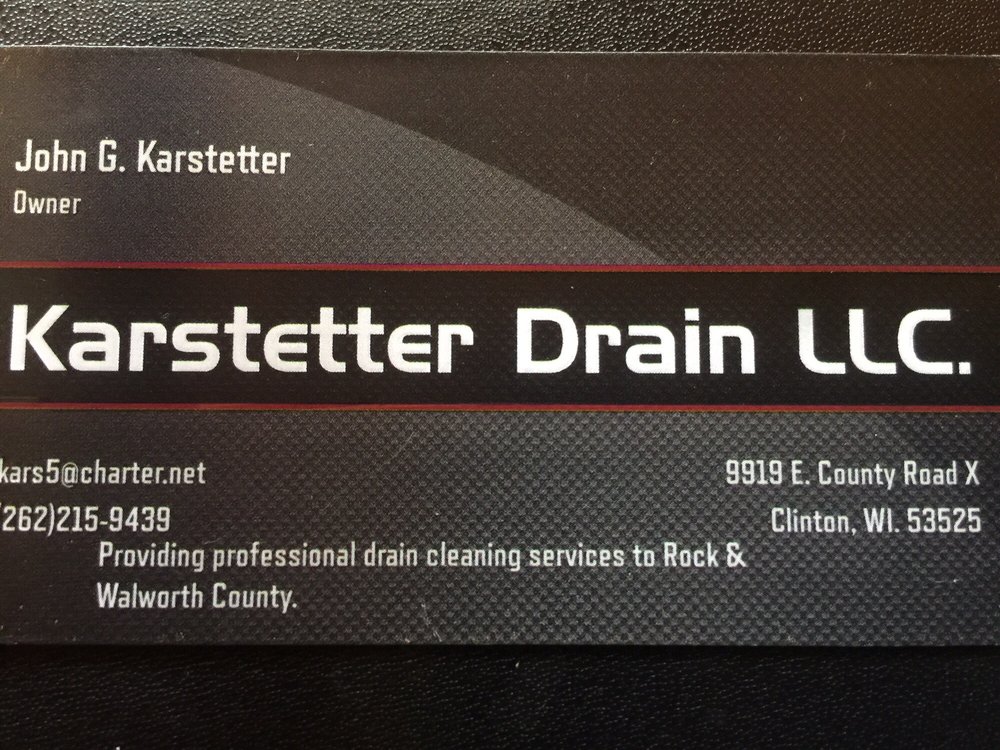 John G. Karstetter
Owner
Karstetter Drain LLC.
kars5@charter.net
9919 E. County Road X
(262)215-9439
Clinton, WI. 53525
Providing professional drain cleaning services to Rock &
Walworth County.